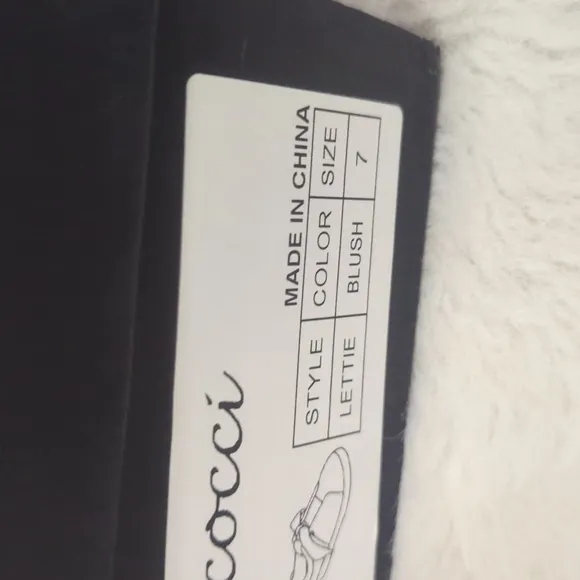 cocci
MADE IN CHINA
STYLE COLOR SIZE
LETTIE BLUSH 7